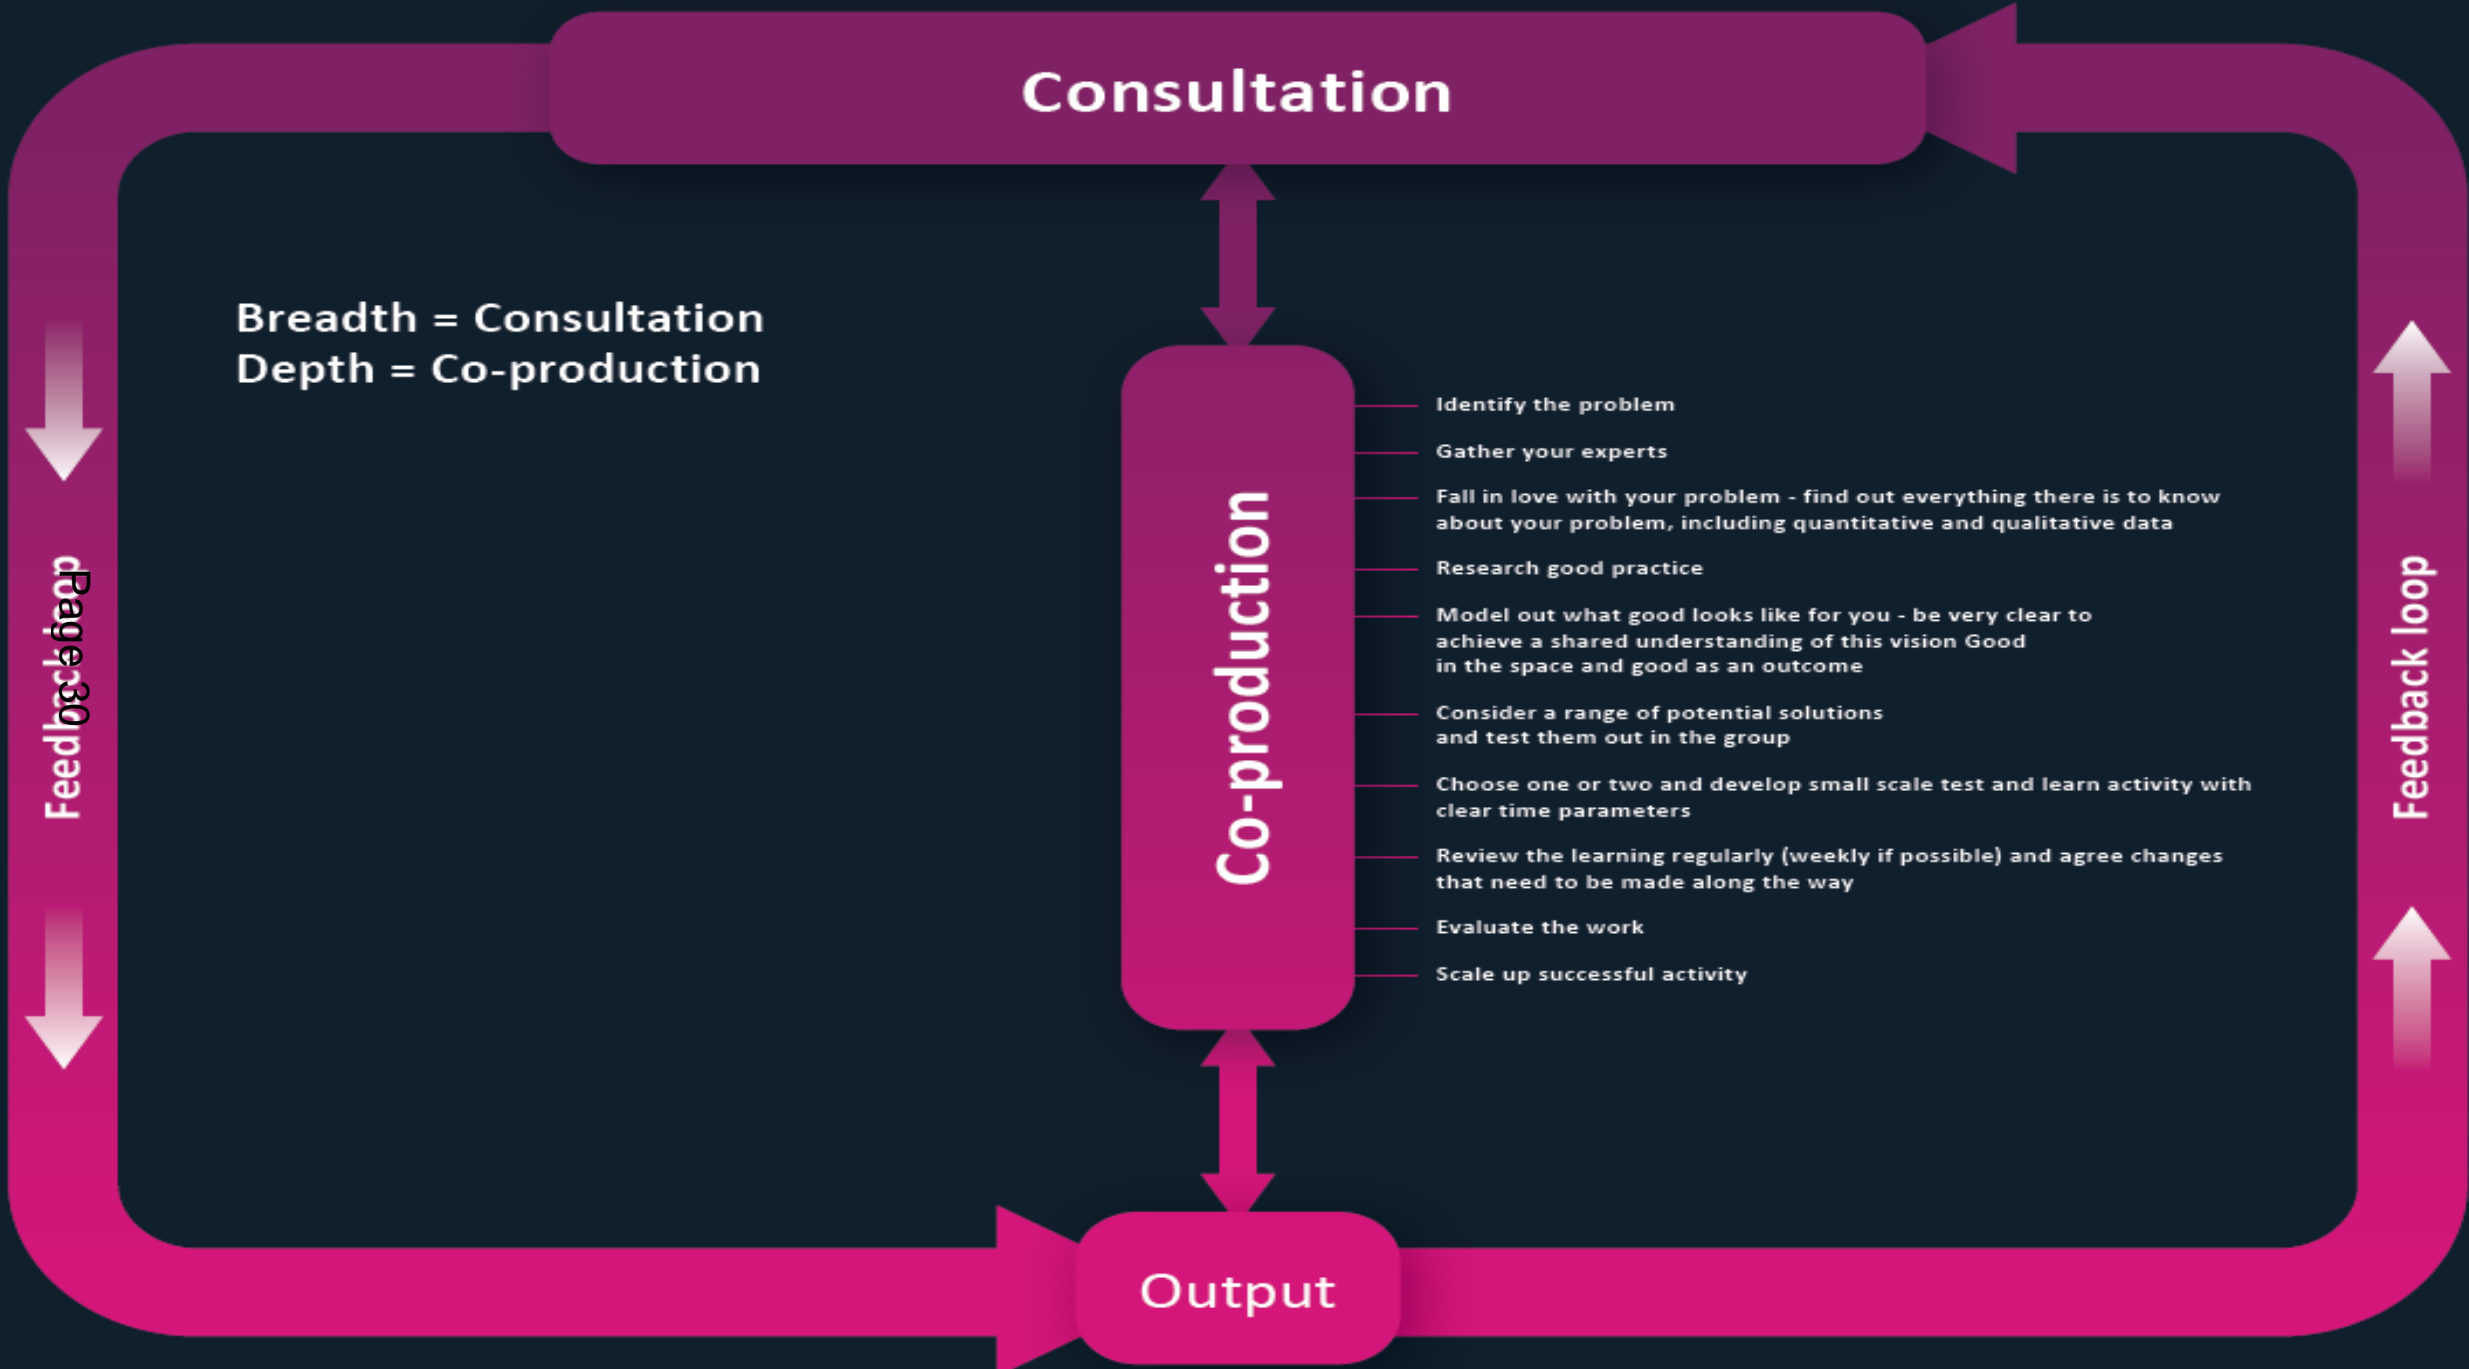 Consultation
Breadth = Consultation
Depth = Co-production
Feedback loop
Page 30
Co-production
Identify the problem
Gather your experts
Fall in love with your problem - find out everything there is to know
about your problem, including quantitative and qualitative data
Research good practice
Model out what good looks like for you - be very clear to
achieve a shared understanding of this vision Good
in the space and good as an outcome
Consider a range of potential solutions
and test them out in the group
Choose one or two and develop small scale test and learn activity with
clear time parameters
Review the learning regularly (weekly if possible) and agree changes
that need to be made along the way
Evaluate the work
Scale up successful activity
Feedback loop
Output